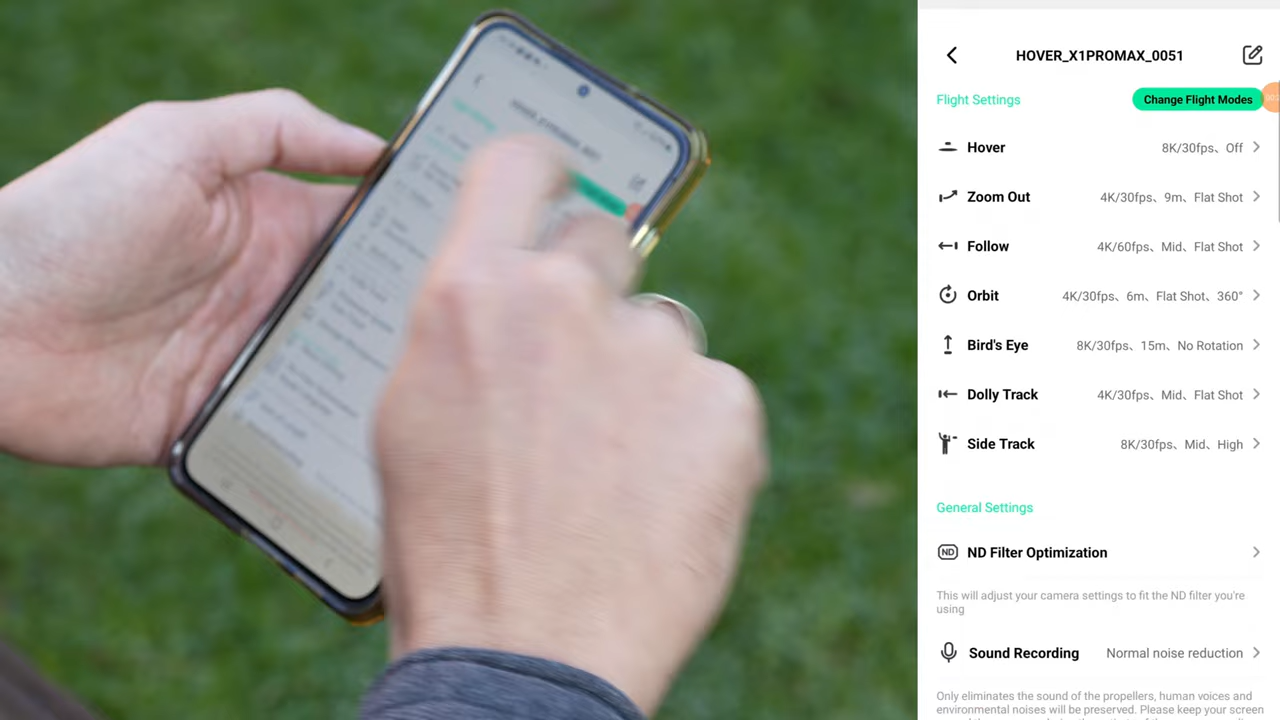 HOVER_X1PROMAX_0051
Flight Settings
Change Flight Modes
Hover 8K/30fps、Off
Zoom Out 4K/30fps、9m、Flat Shot
Follow 4K/60fps、Mid、Flat Shot
Orbit 4K/30fps、6m、Flat Shot、360°
Bird's Eye 8K/30fps、15m、No Rotation
Dolly Track 4K/30fps、Mid、Flat Shot
Side Track 8K/30fps、Mid、High
General Settings
ND ND Filter Optimization
This will adjust your camera settings to fit the ND filter you're
using
Sound Recording Normal noise reduction
Only eliminates the sound of the propellers, human voices and
environmental noises will be preserved. Please keep your screen